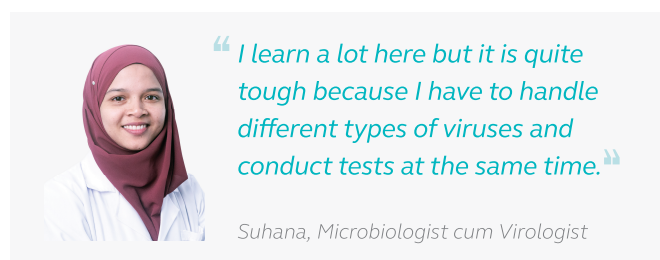 “I learn a lot here but it is quite
tough because I have to handle
different types of viruses and
conduct tests at the same time.”
Suhana, Microbiologist cum Virologist